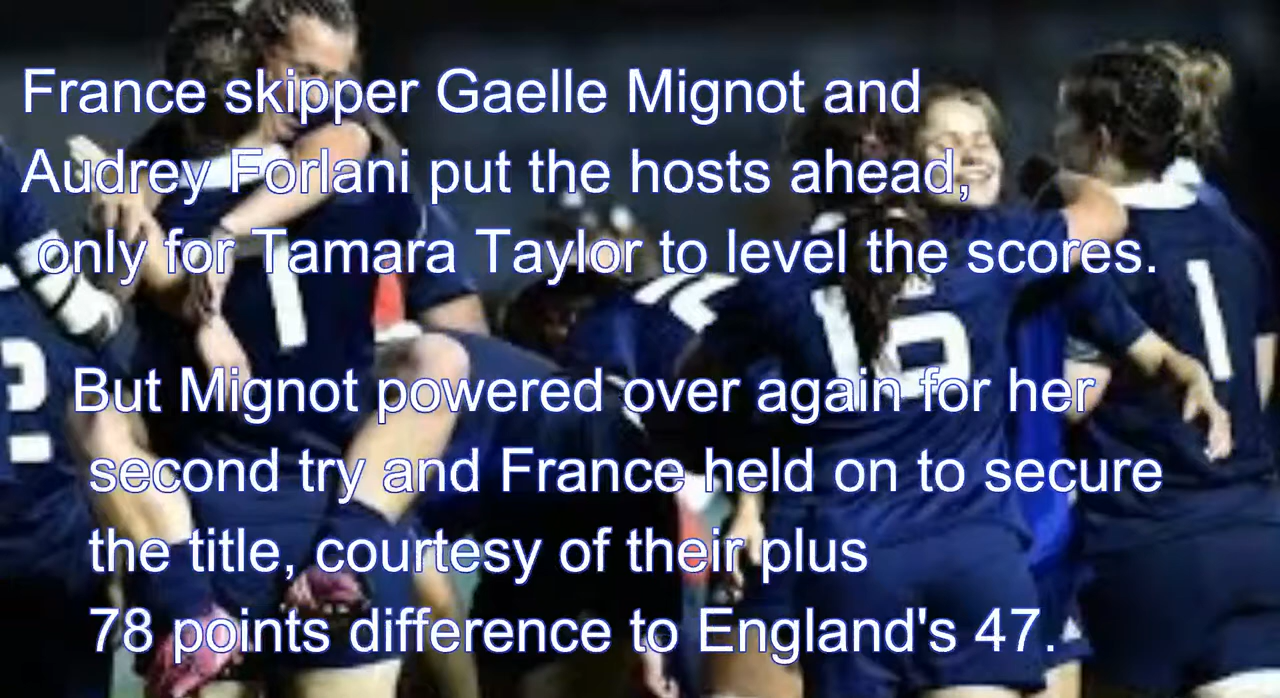 France skipper Gaelle Mignot and
Audrey Forlani put the hosts ahead,
only for Tamara Taylor to level the scores.
But Mignot powered over again for her
second try and France held on to secure
the title, courtesy of their plus
78 points difference to England's 47.